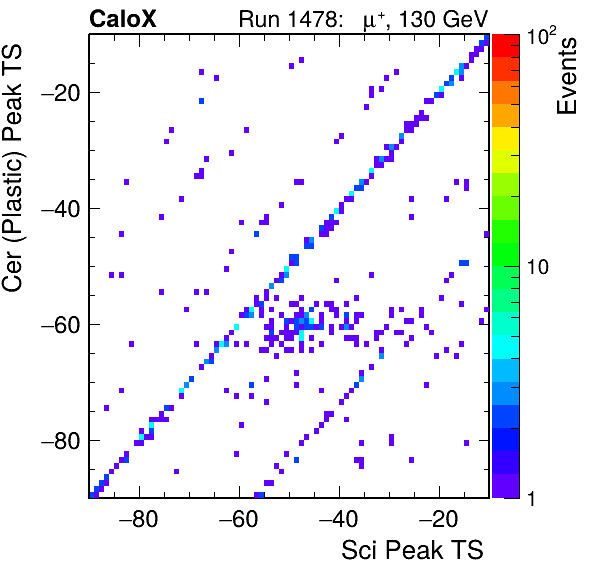 CaloX Run 1478: μ⁺, 130 GeV
Cer (Plastic) Peak TS
−20
−40
−60
−80
−80 −60 −40 −20
Sci Peak TS
10²
10
1
Events